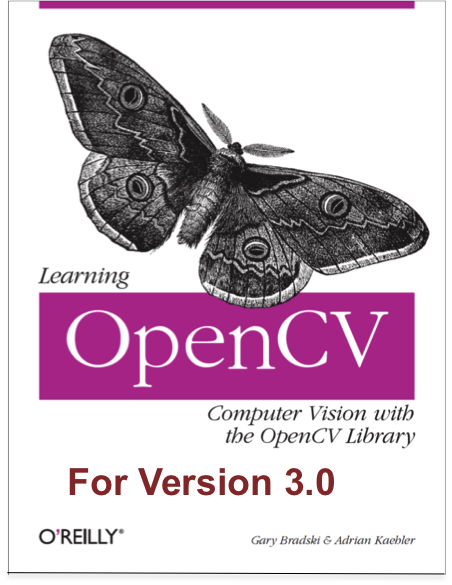 Learning
OpenCV
Computer Vision with
the OpenCV Library
For Version 3.0
O'REILLY®
Gary Bradski & Adrian Kaehler